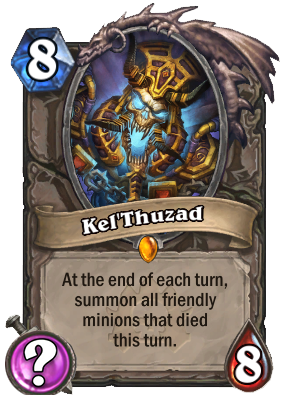 8
Kel'Thuzad
At the end of each turn,
summon all friendly
minions that died
this turn.
?
8